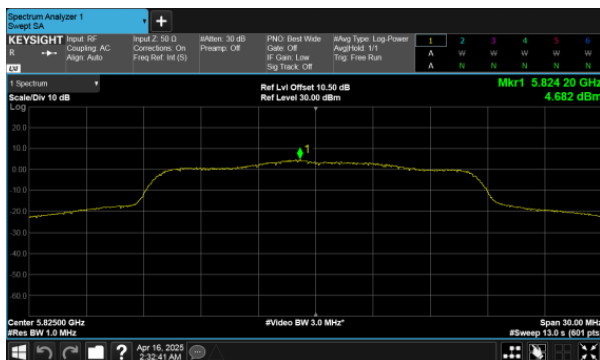 Spectrum Analyzer 1
Swept SA
KEYSIGHT Input: RF Input Z: 50 Ω #Atten: 30 dB PNO: Best Wide #Avg Type: Log-Power 1 2 3 4 5 6
R Coupling: AC Corrections: On Preamp: Off Gate: Off Avg|Hold: 1/1 A W W W W W
Align: Auto Freq Ref: Int (S) IF Gain: Low Trig: Free Run
LXI Sig Track: Off A N N N N N
1 Spectrum Ref Lvl Offset 10.50 dB Mkr1 5.824 20 GHz
Scale/Div 10 dB Ref Level 30.00 dBm 4.682 dBm
Log
20.0
10.0
1
0.00
-10.0
-20.0
-30.0
-40.0
-50.0
-60.0
Center 5.82500 GHz #Video BW 3.0 MHz* Span 30.00 MHz
#Res BW 1.0 MHz #Sweep 13.0 s (601 pts)
? Apr 16, 2025
2:32:41 AM